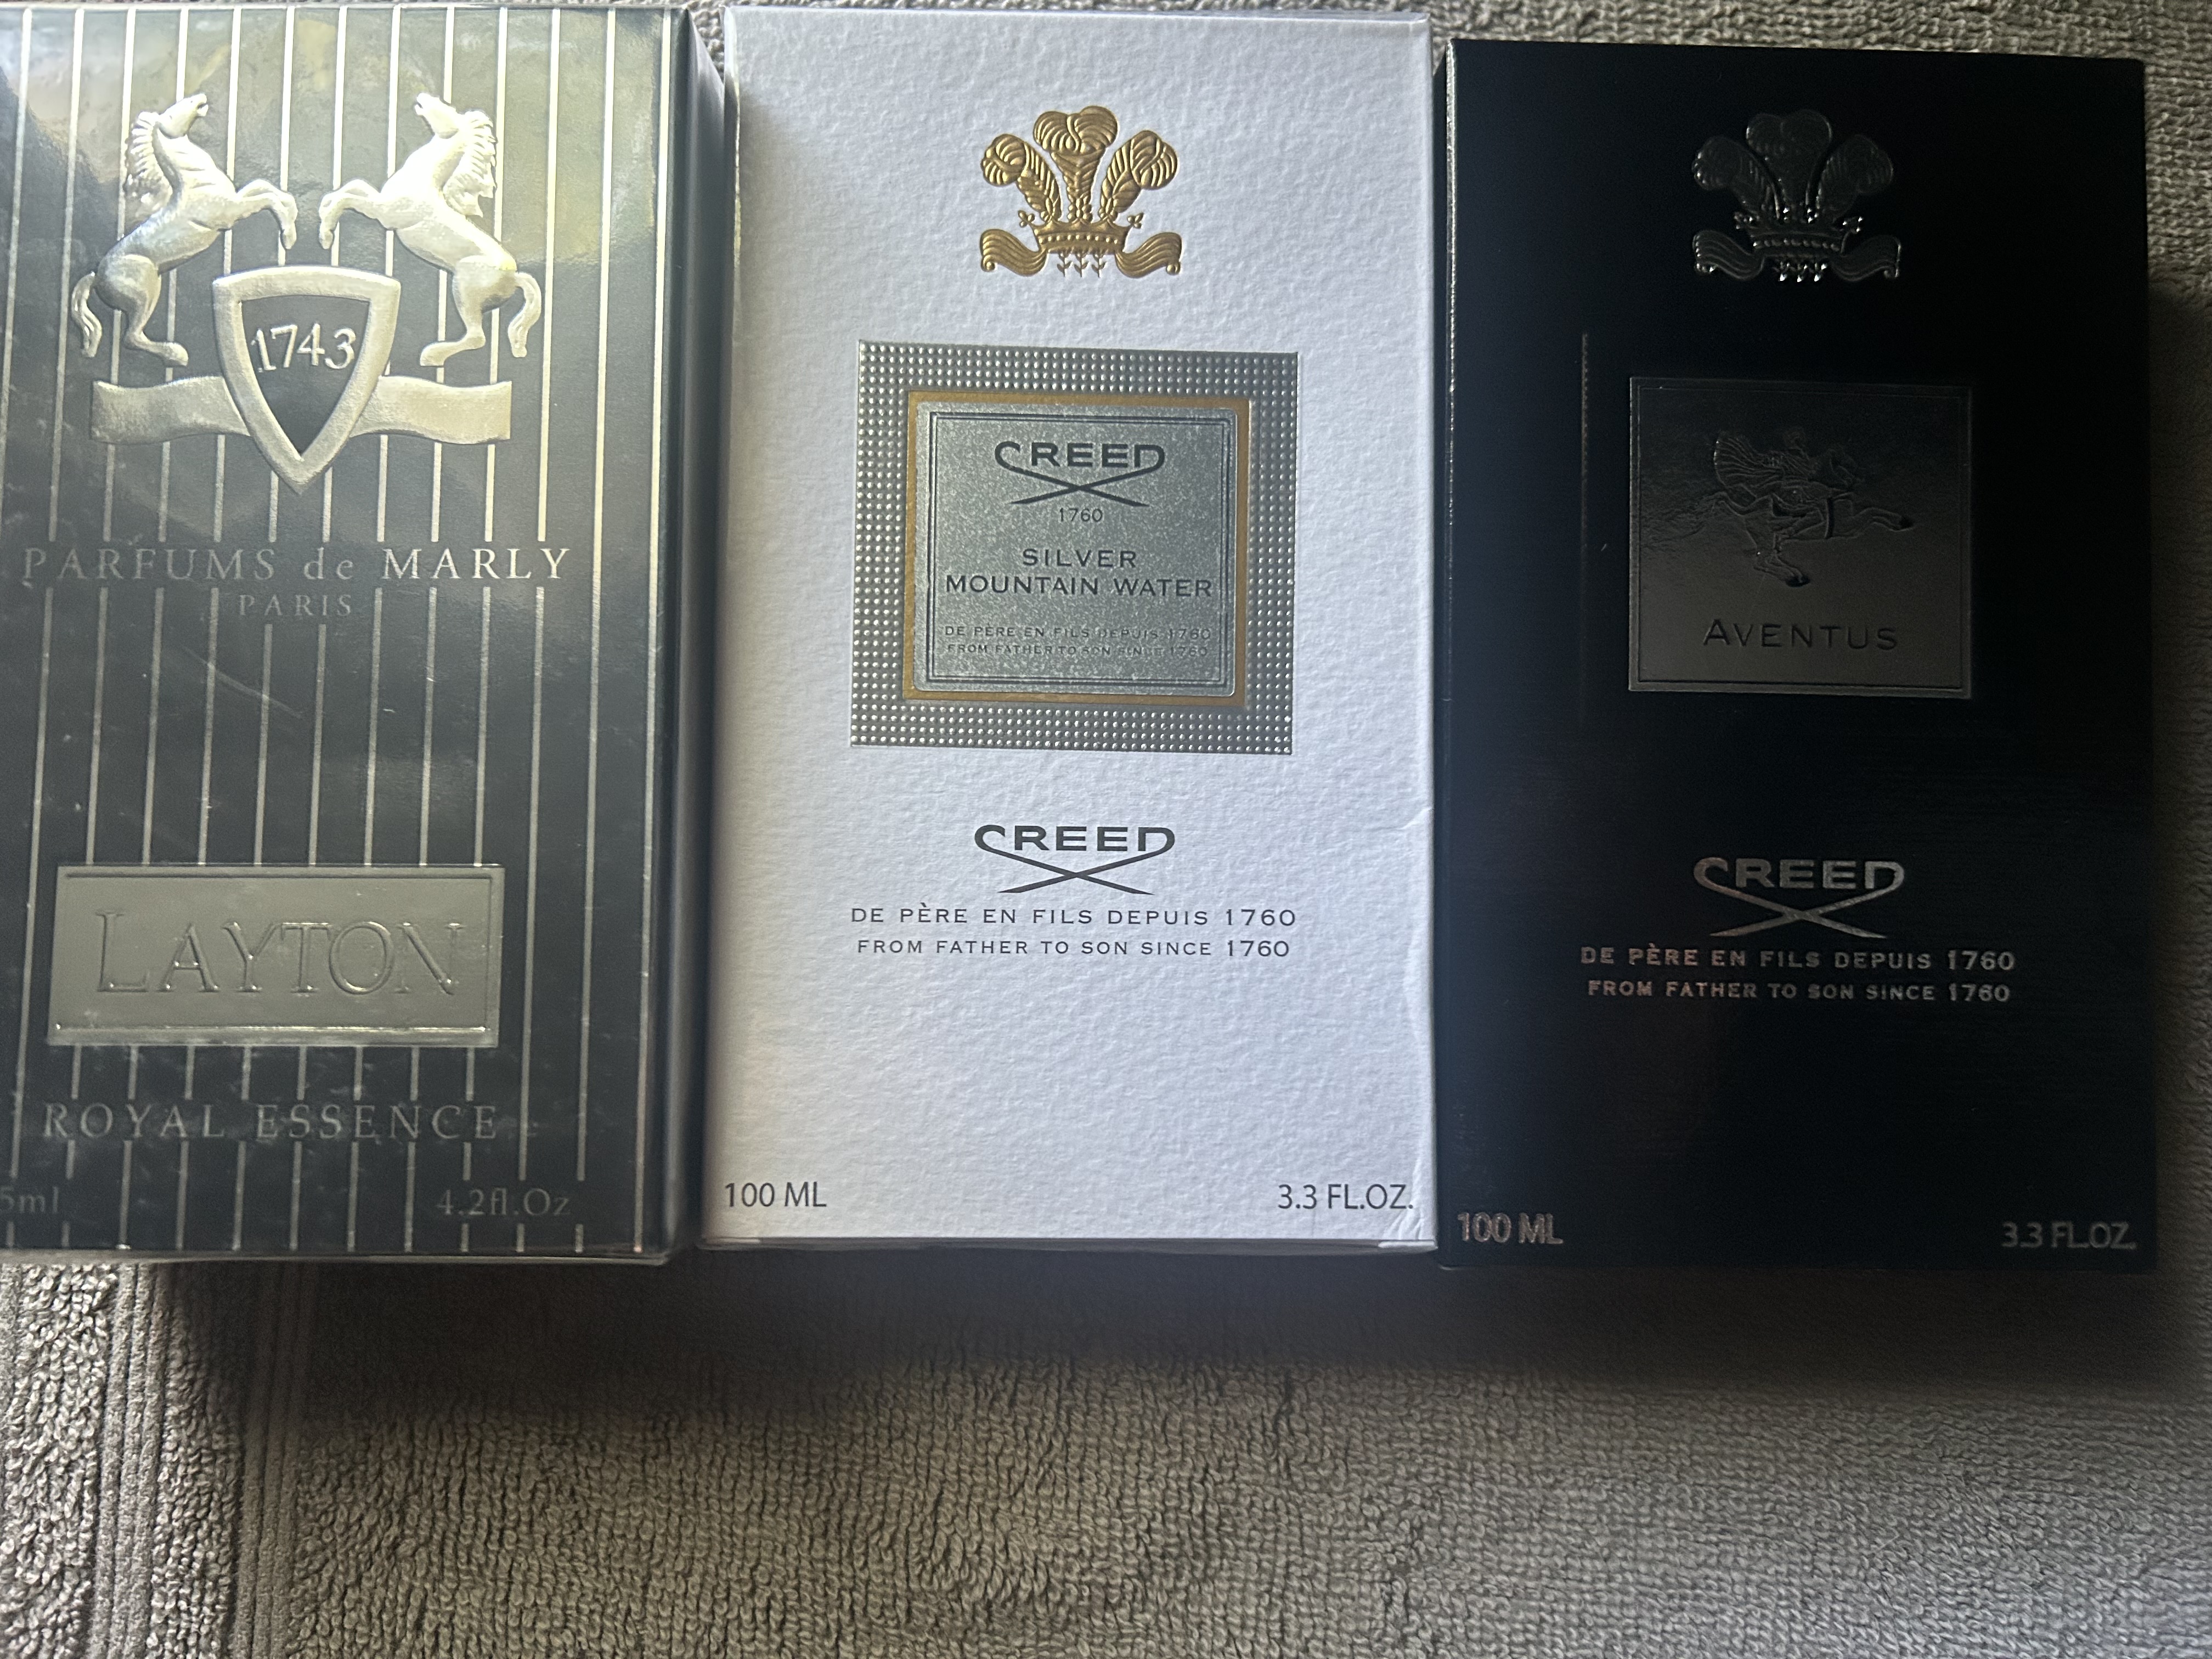 1743
PARFUMS de MARLY
PARIS
LAYTON
ROYAL ESSENCE
5ml 4.2fl.Oz
CREED
1760
SILVER
MOUNTAIN WATER
DE PÈRE EN FILS DEPUIS 1760
FROM FATHER TO SON SINCE 1760
CREED
DE PÈRE EN FILS DEPUIS 1760
FROM FATHER TO SON SINCE 1760
100 ML 3.3 FL.OZ.
AVENTUS
CREED
DE PÈRE EN FILS DEPUIS 1760
FROM FATHER TO SON SINCE 1760
100 ML 3.3 FL.OZ.